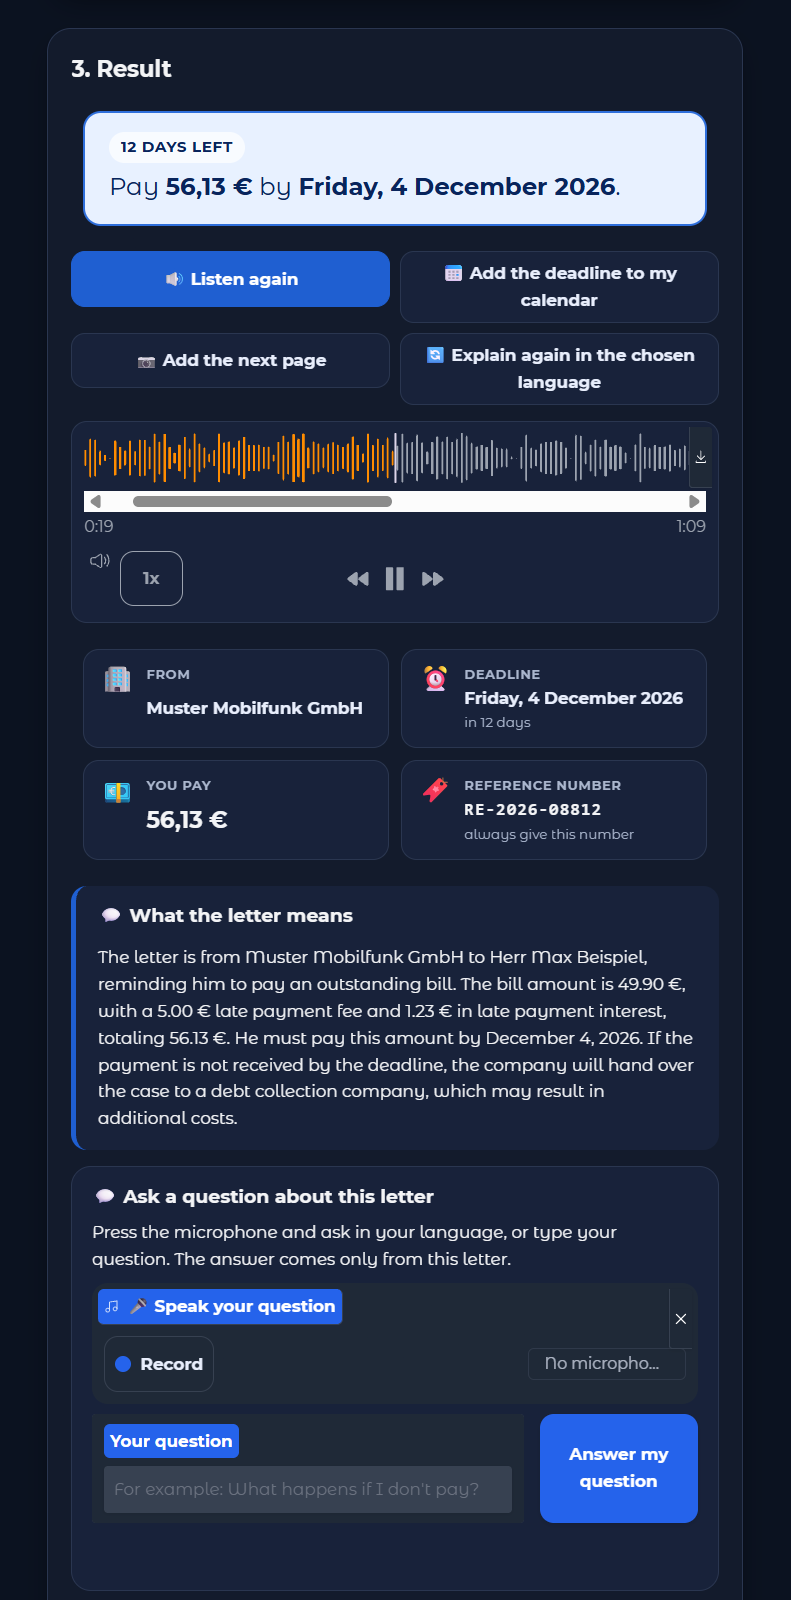 3. Result
12 DAYS LEFT
Pay 56,13 € by Friday, 4 December 2026.
Listen again
Add the deadline to my
calendar
Add the next page
Explain again in the chosen
language
0:19
1:09
1x
FROM
Muster Mobilfunk GmbH
DEADLINE
Friday, 4 December 2026
in 12 days
YOU PAY
56,13 €
REFERENCE NUMBER
RE-2026-08812
always give this number
What the letter means
The letter is from Muster Mobilfunk GmbH to Herr Max Beispiel,
reminding him to pay an outstanding bill. The bill amount is 49.90 €,
with a 5.00 € late payment fee and 1.23 € in late payment interest,
totaling 56.13 €. He must pay this amount by December 4, 2026. If the
payment is not received by the deadline, the company will hand over
the case to a debt collection company, which may result in
additional costs.
Ask a question about this letter
Press the microphone and ask in your language, or type your
question. The answer comes only from this letter.
Speak your question
Record
No micropho...
Your question
For example: What happens if I don't pay?
Answer my
question